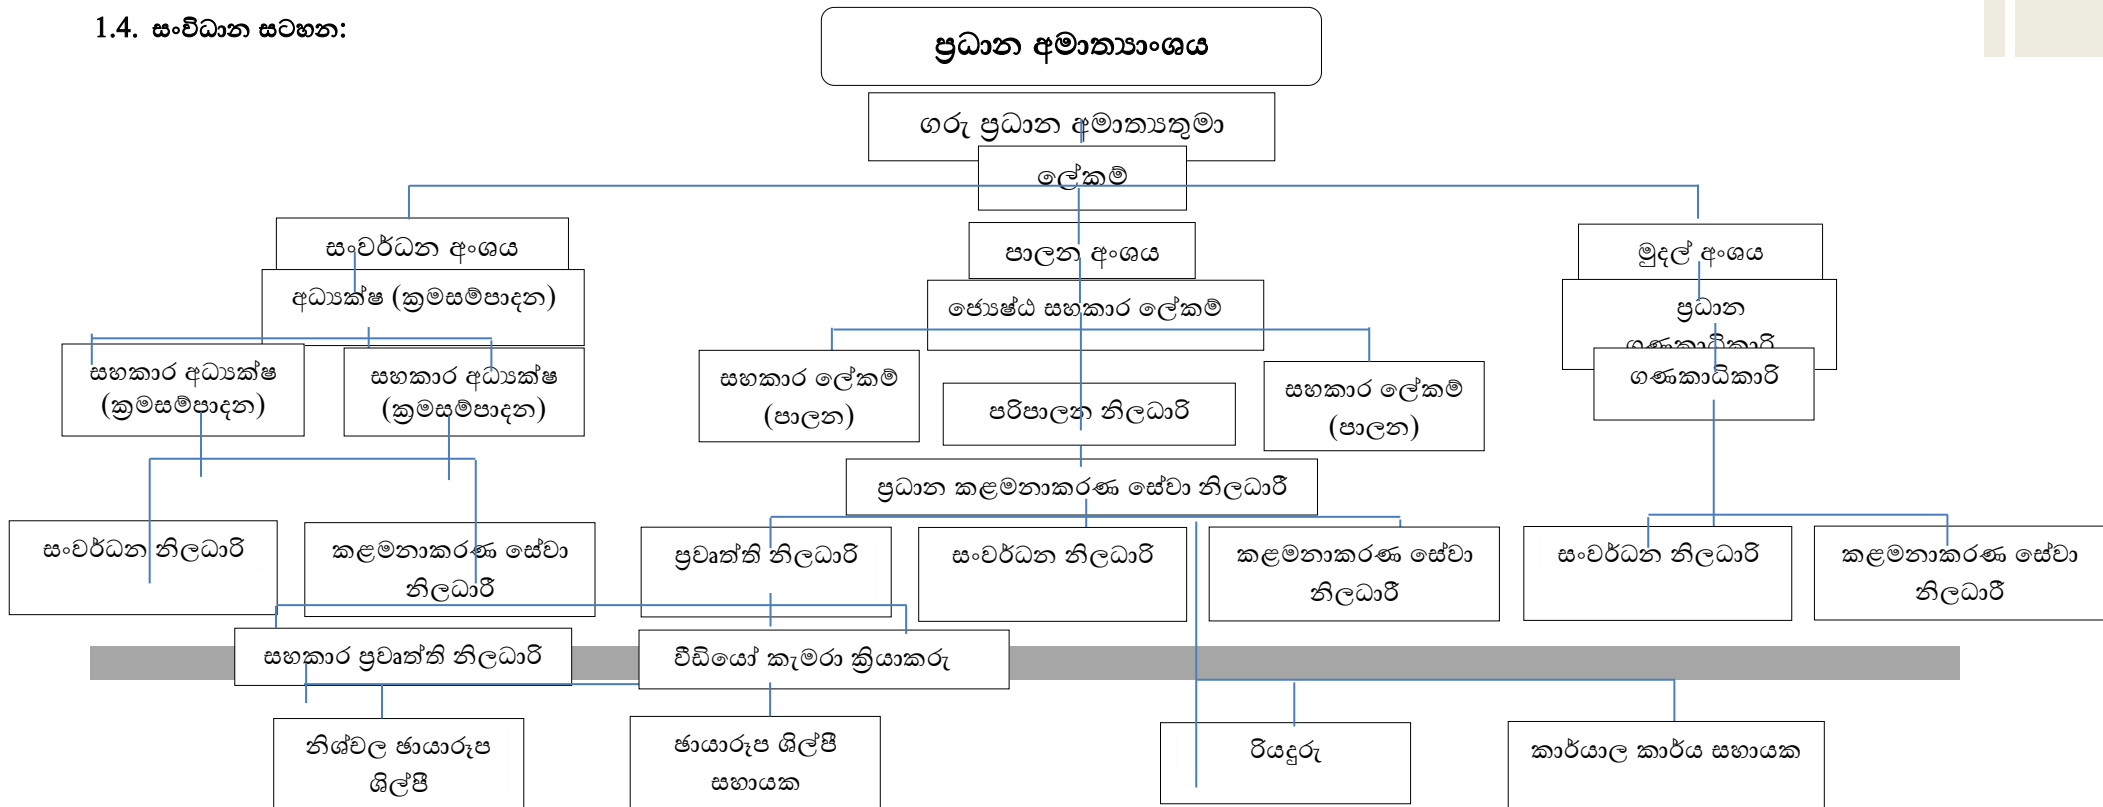 1.4. සංවිධාන සටහන:
ප්‍රධාන අමාත්‍යාංශය
ගරු ප්‍රධාන අමාත්‍යතුමා
ලේකම්
සංවර්ධන අංශය
පාලන අංශය
මුදල් අංශය
අධ්‍යක්ෂ (ක්‍රමසම්පාදන)
ජ්‍යෙෂ්ඨ සහකාර ලේකම්
ප්‍රධාන
ගණකාධිකාරි
සහකාර අධ්‍යක්ෂ
(ක්‍රමසම්පාදන)
සහකාර අධ්‍යක්ෂ
(ක්‍රමසම්පාදන)
සහකාර ලේකම්
(පාලන)
පරිපාලන නිලධාරි
සහකාර ලේකම්
(පාලන)
ගණකාධිකාරි
ප්‍රධාන කළමනාකරණ සේවා නිලධාරී
සංවර්ධන නිලධාරි
කළමනාකරණ සේවා
නිලධාරී
ප්‍රවෘත්ති නිලධාරි
සංවර්ධන නිලධාරි
කළමනාකරණ සේවා
නිලධාරී
සංවර්ධන නිලධාරි
කළමනාකරණ සේවා
නිලධාරී
සහකාර ප්‍රවෘත්ති නිලධාරි
වීඩියෝ කැමරා ක්‍රියාකරු
නිශ්චල ඡායාරූප
ශිල්පී
ඡායාරූප ශිල්පී
සහායක
රියදුරු
කාර්යාල කාර්ය සහායක